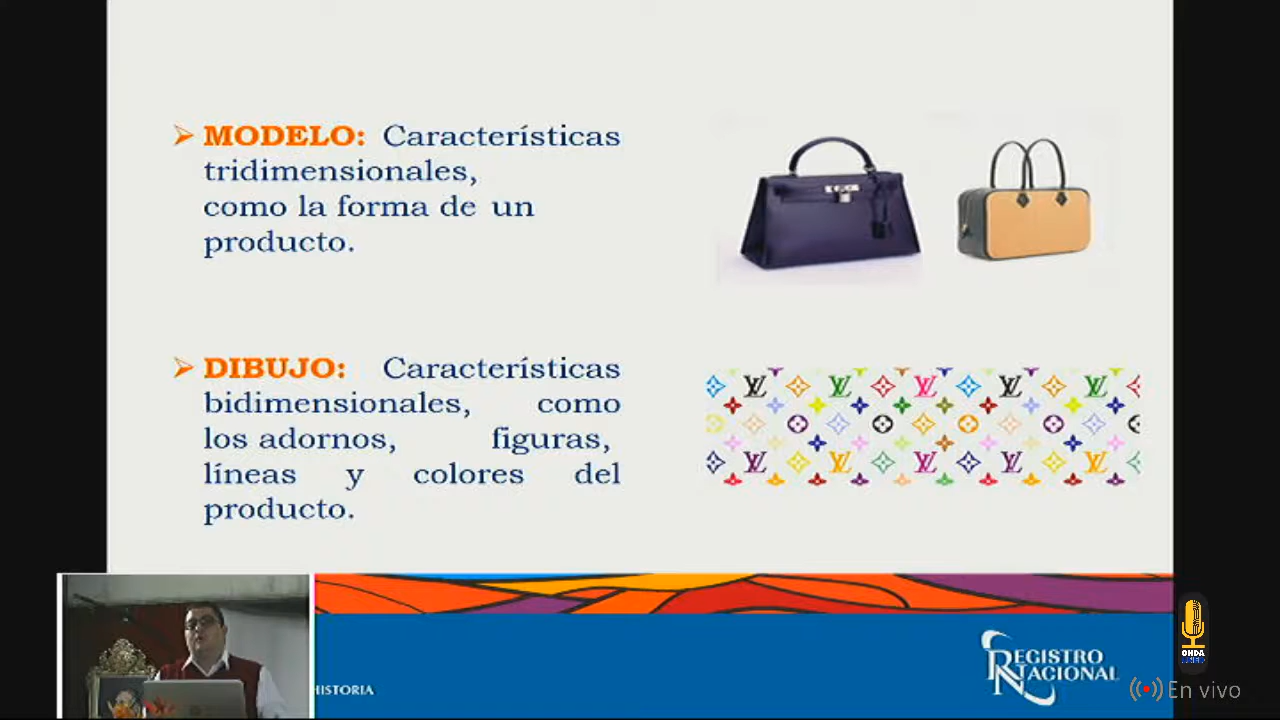 MODELO: Características
tridimensionales,
como la forma de un
producto.
DIBUJO: Características
bidimensionales, como
los adornos, figuras,
líneas y colores del
producto.
HISTORIA
REGISTRO
NACIONAL
ONDA
En vivo